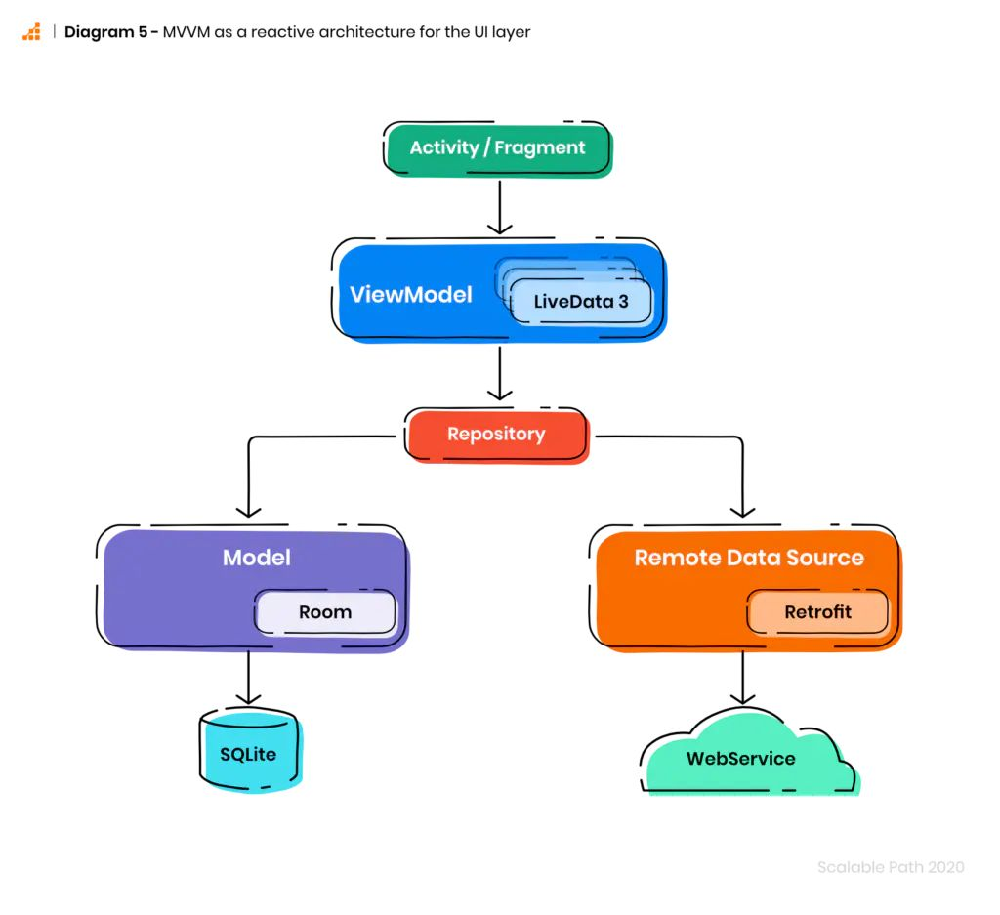 Diagram 5 - MVVM as a reactive architecture for the UI layer
Activity / Fragment
ViewModel
LiveData 3
Repository
Model
Room
Remote Data Source
Retrofit
SQLite
WebService
Scalable Path 2020